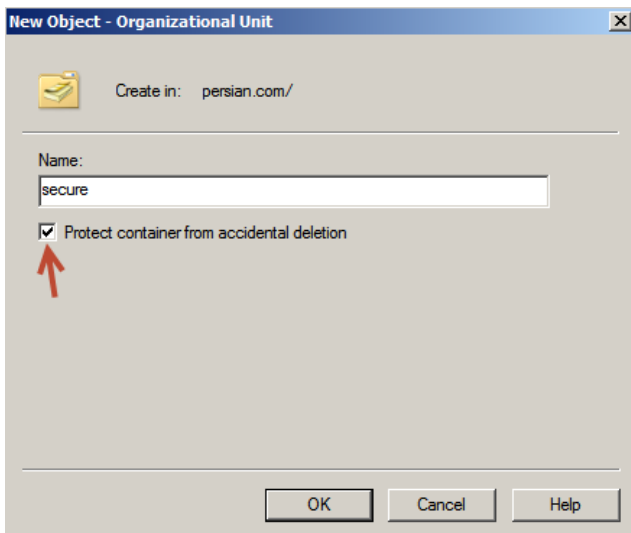 New Object - Organizational Unit
Create in: persian.com/
Name:
secure
Protect container from accidental deletion
OK Cancel Help